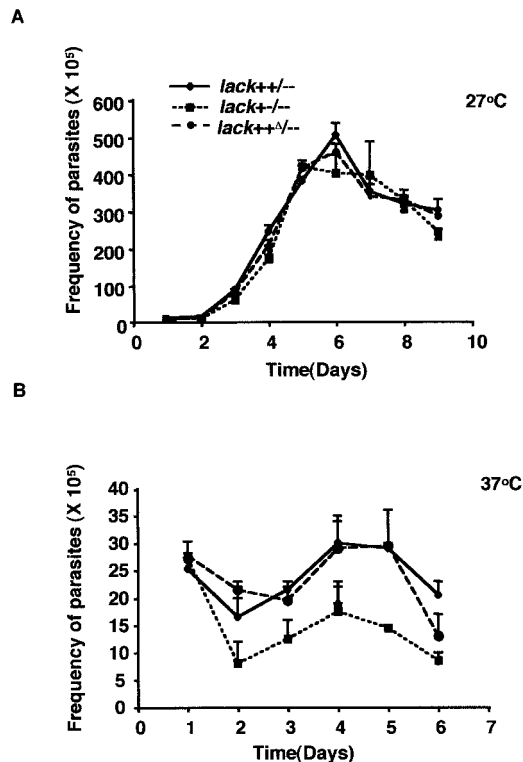 A
lack++/--
lack+-/--
lack++Δ/--
27°C
Frequency of parasites (X 10⁵)
600
500
400
300
200
100
0
0 2 4 6 8 10
Time(Days)
B
37°C
Frequency of parasites (X 10⁵)
40
35
30
25
20
15
10
5
0
0 1 2 3 4 5 6 7
Time(Days)